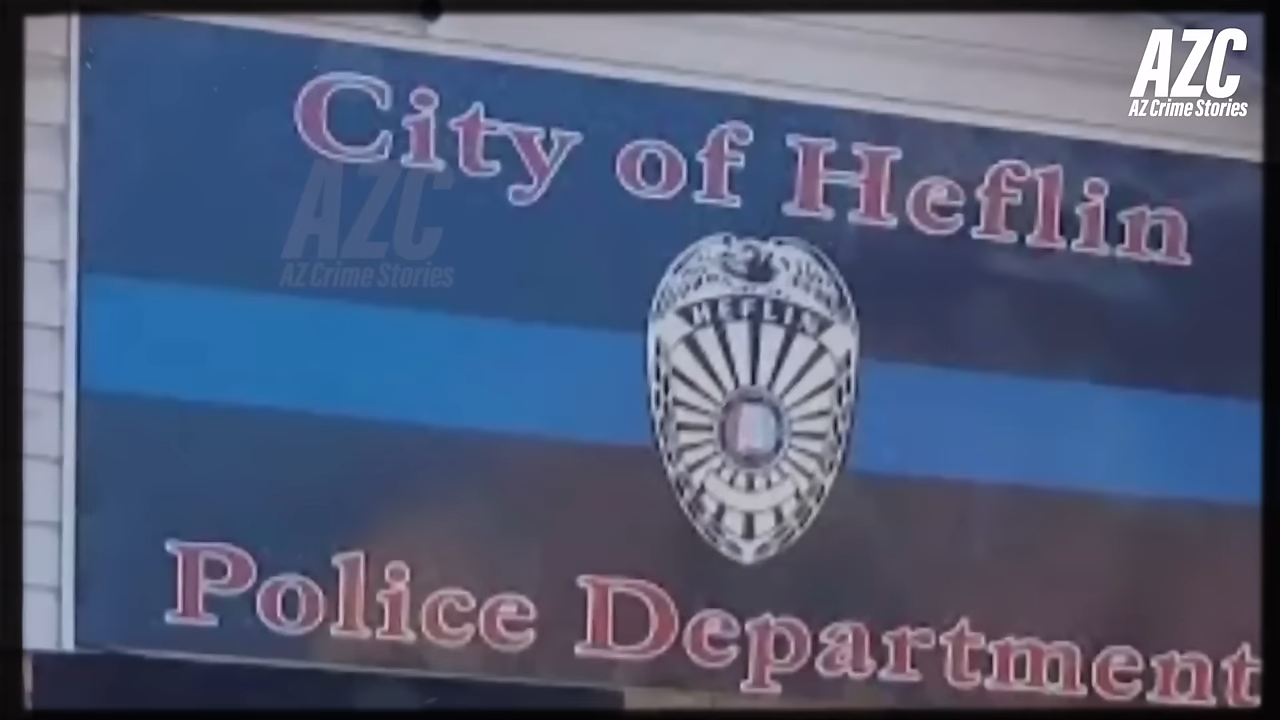 AZC
AZ Crime Stories
City of Heflin
AZC
AZ Crime Stories
HEFLIN
Police Department